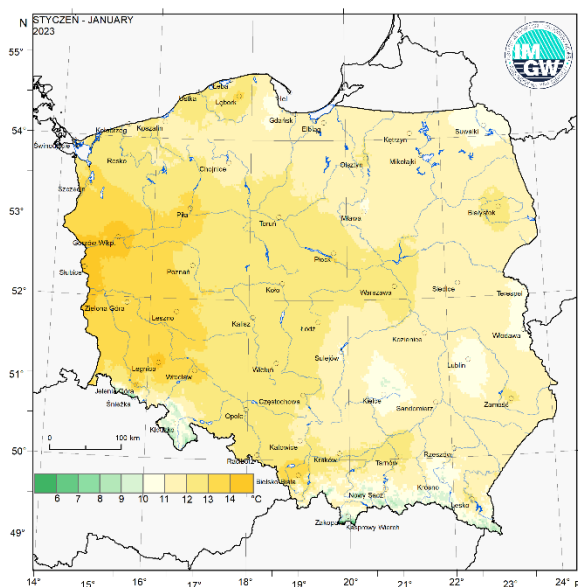 STYCZEŃ - JANUARY
2023
N
IM
GW
55°
54°
53°
52°
51°
50°
49°
Łeba
Ustka
Lębork
Hel
Gdańsk
Elbląg
Kętrzyn
Suwałki
Kołobrzeg
Koszalin
Świnoujście
Resko
Chojnice
Olsztyn
Mikołajki
Szczecin
Piła
Toruń
Mława
Białystok
Gorzów Wlkp.
Słubice
Poznań
Koło
Płock
Warszawa
Siedlce
Terespol
Zielona Góra
Leszno
Kalisz
Łódź
Kozienice
Włodawa
Sulejów
Legnica
Wrocław
Wieluń
Lublin
Jelenia Góra
Śnieżka
Kielce
Sandomierz
Zamość
Kłodzko
Opole
Częstochowa
Katowice
Racibórz
Kraków
Tarnów
Rzeszów
Bielsko-Biała
Nowy Sącz
Krosno
Lesko
Zakopane
Kasprowy Wierch
0 100 km
6 7 8 9 10 11 12 13 14 °C
14° 15° 16° 17° 18° 19° 20° 21° 22° 23° 24° E